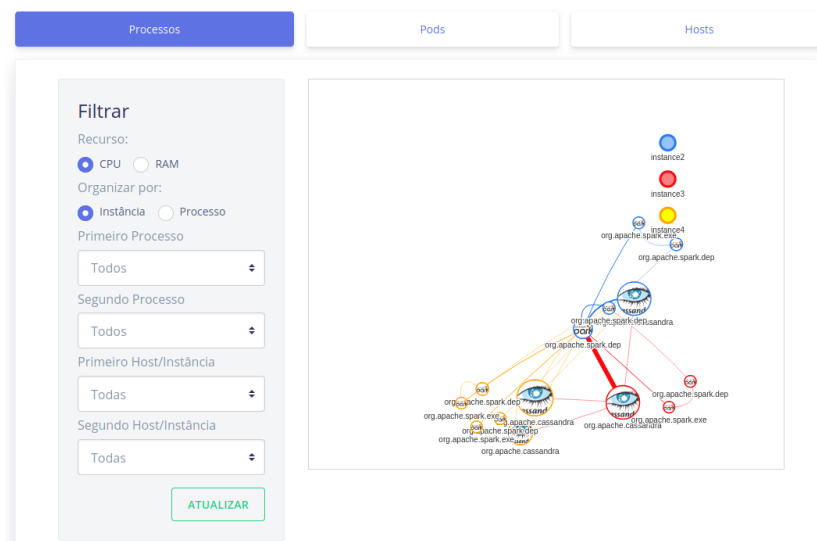 Processos
Pods
Hosts
Filtrar
Recurso:
CPU
RAM
Organizar por:
Instância
Processo
Primeiro Processo
Todos
Segundo Processo
Todos
Primeiro Host/Instância
Todas
Segundo Host/Instância
Todas
ATUALIZAR
instance2
instance3
instance4
org.apache.spark.exe
org.apache.spark.dep
org.apache.spark.dep
org.apache.spark.dep
org.apache.spark.dep
org.apache.spark.dep
org.apache.spark.exe
org.apache.cassandra
org.apache.cassandra
org.apache.spark.exe
org.apache.spark.dep
org.apache.spark.exe
org.apache.cassandra